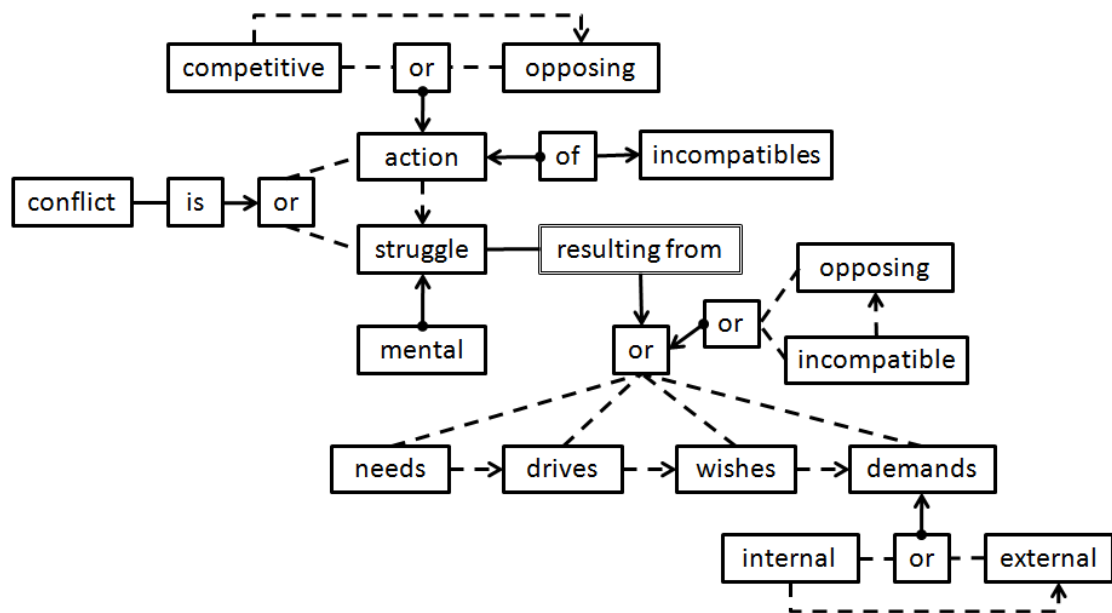 competitive or opposing
action of incompatibles
conflict is or
struggle resulting from
opposing
or
mental or incompatible
needs drives wishes demands
internal or external